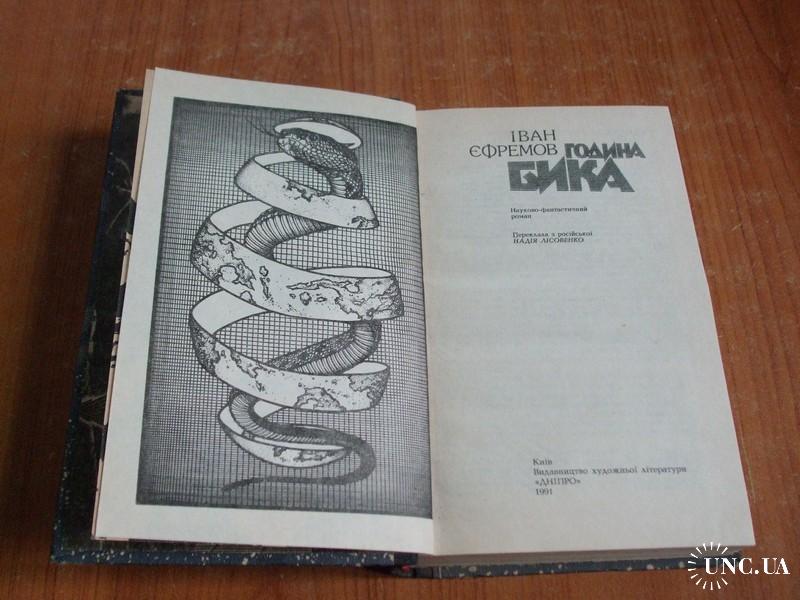 ІВАН
ЄФРЕМОВ
ГОДИНА
БИКА
Науково-фантастичний
роман
Переклала з російської
НАДІЯ ЛІСОВЕНКО
Київ
Видавництво художньої літератури
«ДНІПРО»
1991
UNC.UA